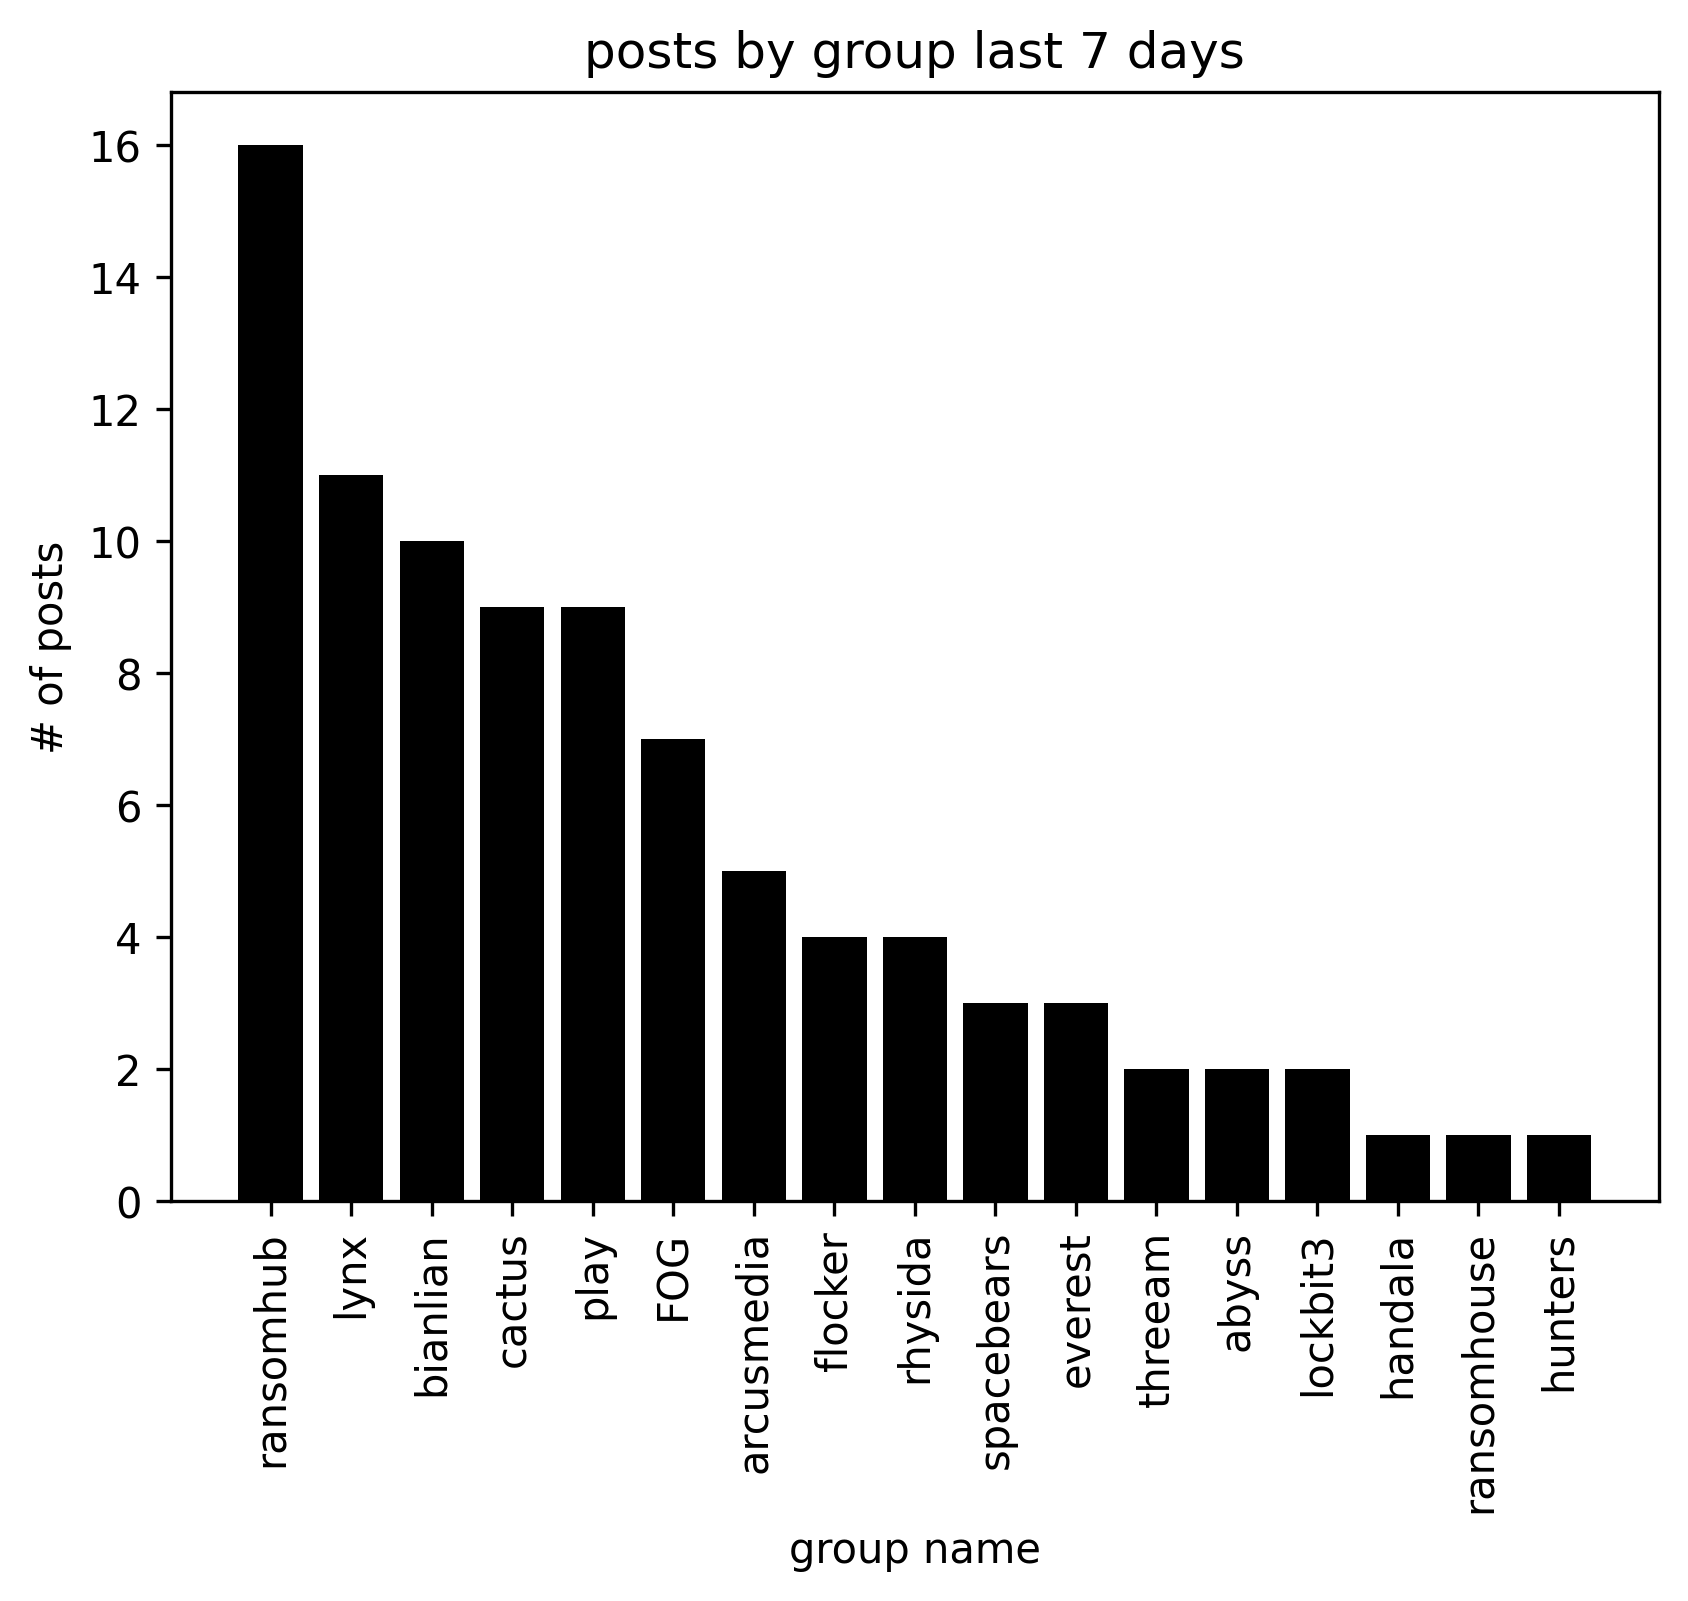 posts by group last 7 days
# of posts
16
14
12
10
8
6
4
2
0
ransomhub
lynx
bianlian
cactus
play
FOG
arcusmedia
flocker
rhysida
spacebears
everest
threeam
abyss
lockbit3
handala
ransomhouse
hunters
group name